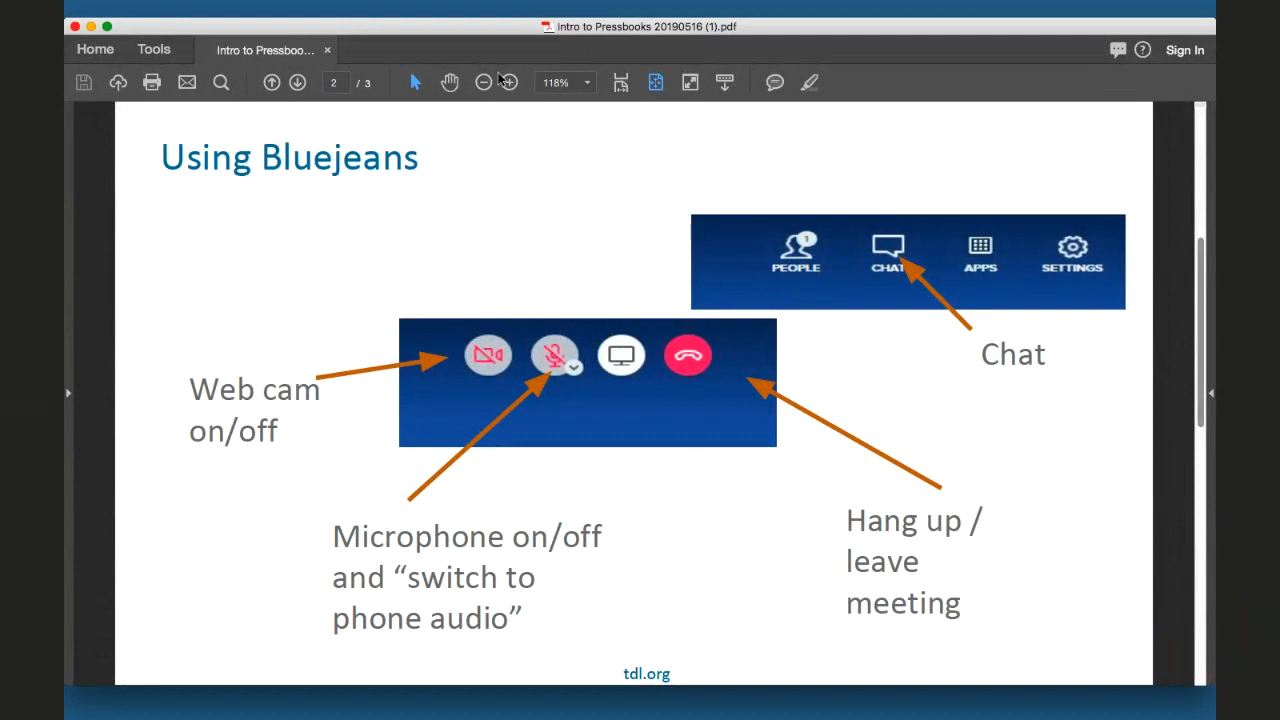 Intro to Pressbooks 20190516 (1).pdf
Home Tools Intro to Pressboo... × Sign In
2 / 3 118%
Using Bluejeans
1
PEOPLE CHAT APPS SETTINGS
Chat
Web cam
on/off
Microphone on/off
and “switch to
phone audio”
Hang up /
leave
meeting
tdl.org